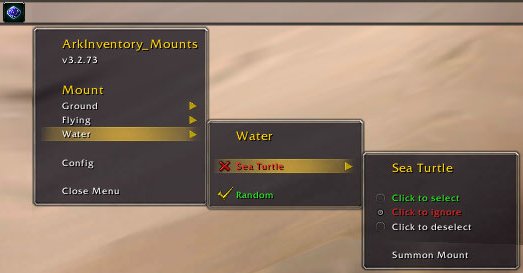 ArkInventory_Mounts
v3.2.73
Mount
Ground
Flying
Water
Config
Close Menu
Water
Sea Turtle
Random
Sea Turtle
Click to select
Click to ignore
Click to deselect
Summon Mount